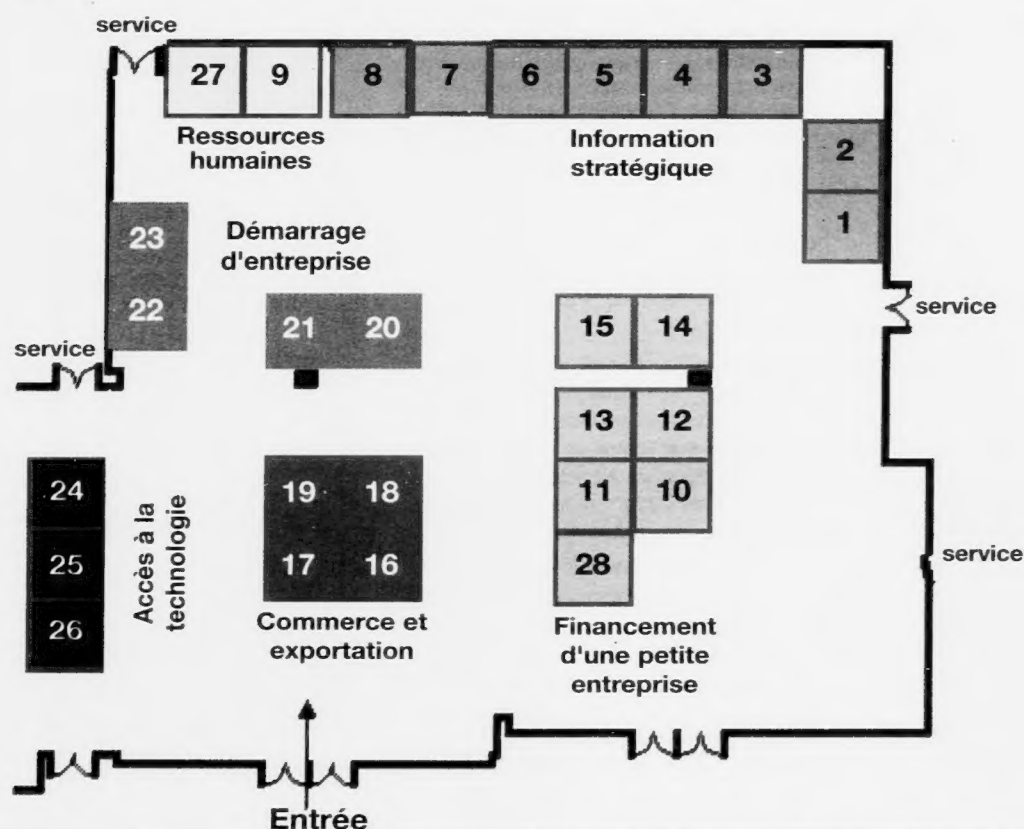 service
27 9 8 7 6 5 4 3
Ressources
humaines
Information
stratégique
2
1
23
22
Démarrage
d'entreprise
21 20
15 14
service
service
13 12
11 10
28
24
25
26
Accès à la
technologie
19 18
17 16
service
Commerce et
exportation
Financement
d'une petite
entreprise
Entrée